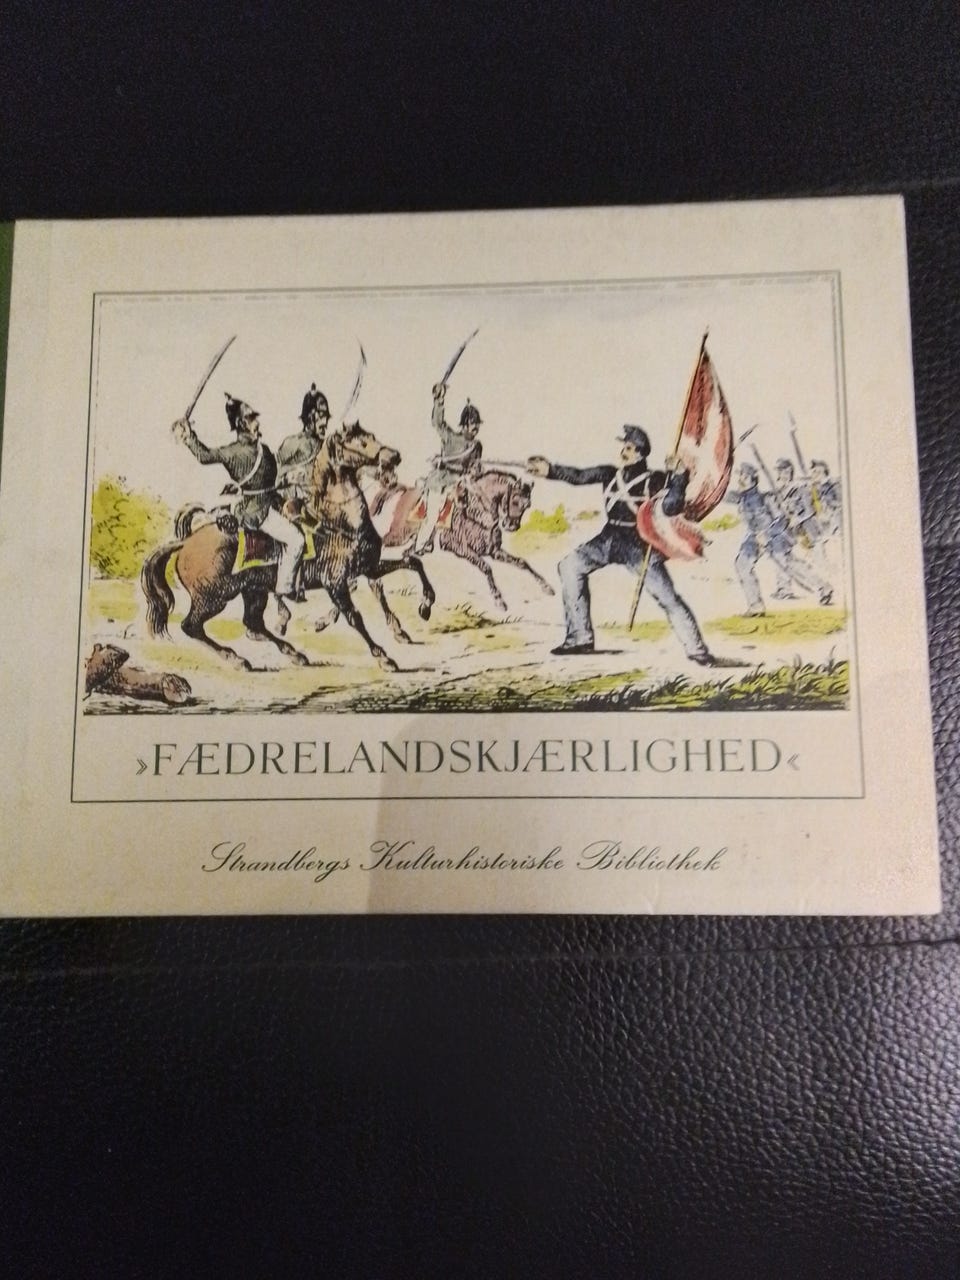 »FÆDRELANDSKJÆRLIGHED«
Strandbergs Kulturhistoriske Bibliothek